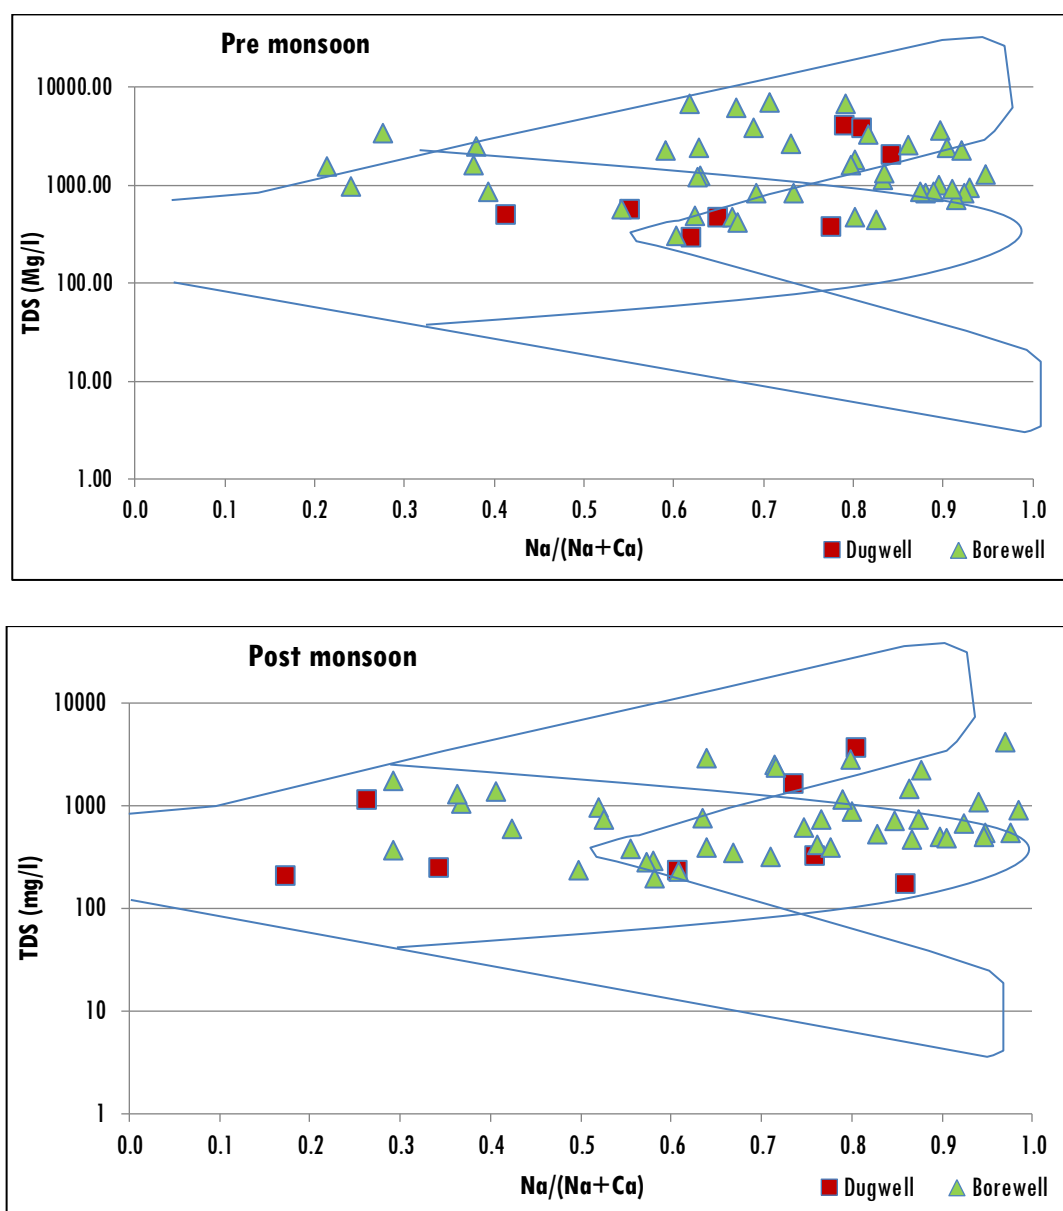 Pre monsoon
10000.00
1000.00
100.00
10.00
1.00
TDS (Mg/l)
0.0 0.1 0.2 0.3 0.4 0.5 0.6 0.7 0.8 0.9 1.0
Na/(Na+Ca)
Dugwell Borewell
Post monsoon
10000
1000
100
10
1
TDS (mg/l)
0.0 0.1 0.2 0.3 0.4 0.5 0.6 0.7 0.8 0.9 1.0
Na/(Na+Ca)
Dugwell Borewell